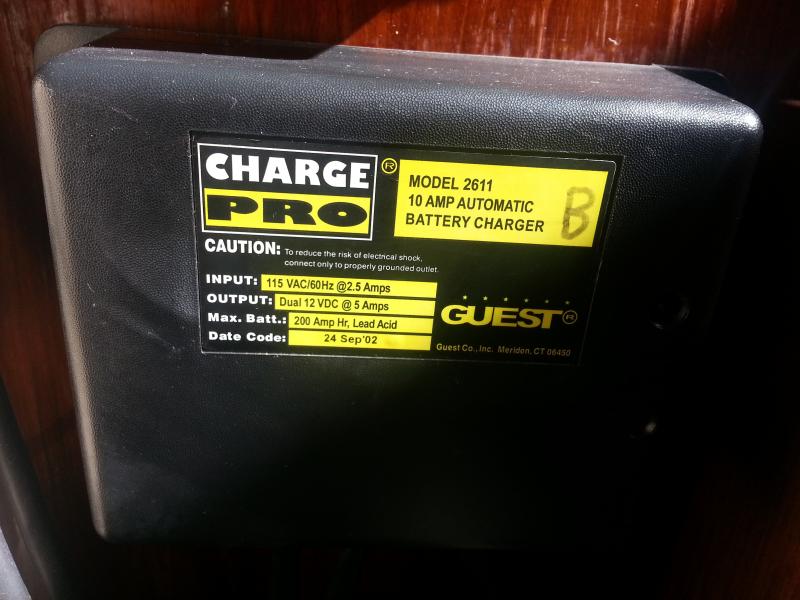 CHARGE
PRO
®
MODEL 2611
10 AMP AUTOMATIC
BATTERY CHARGER
B
CAUTION: To reduce the risk of electrical shock,
connect only to properly grounded outlet.
INPUT: 115 VAC/60Hz @2.5 Amps
OUTPUT: Dual 12 VDC @ 5 Amps
Max. Batt.: 200 Amp Hr, Lead Acid
Date Code: 24 Sep'02
GUEST®
Guest Co., Inc. Meriden, CT 06450